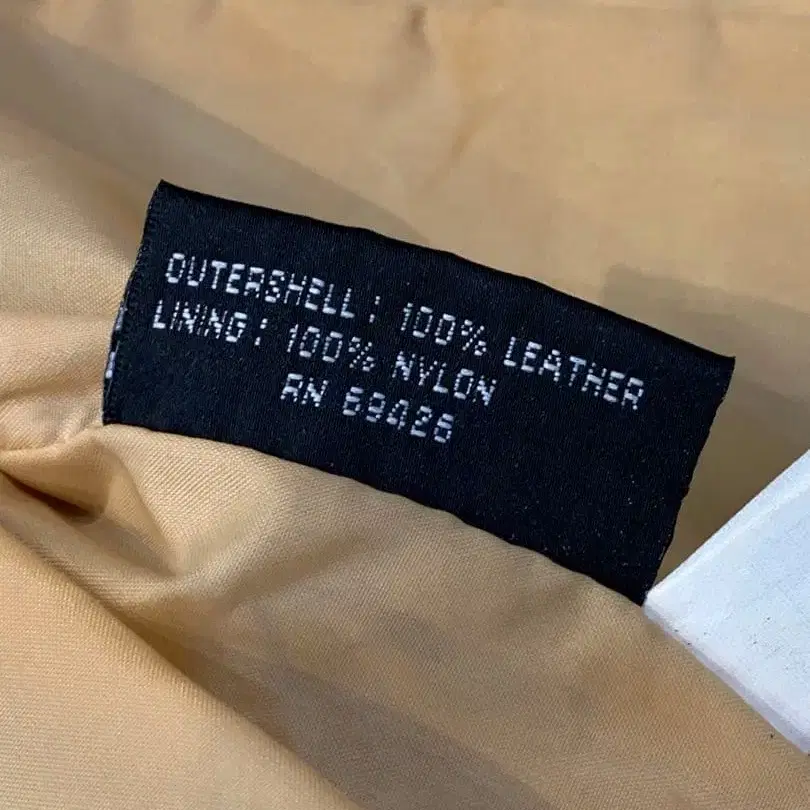 OUTERSHELL: 100% LEATHER
LINING: 100% NYLON
RN 69426